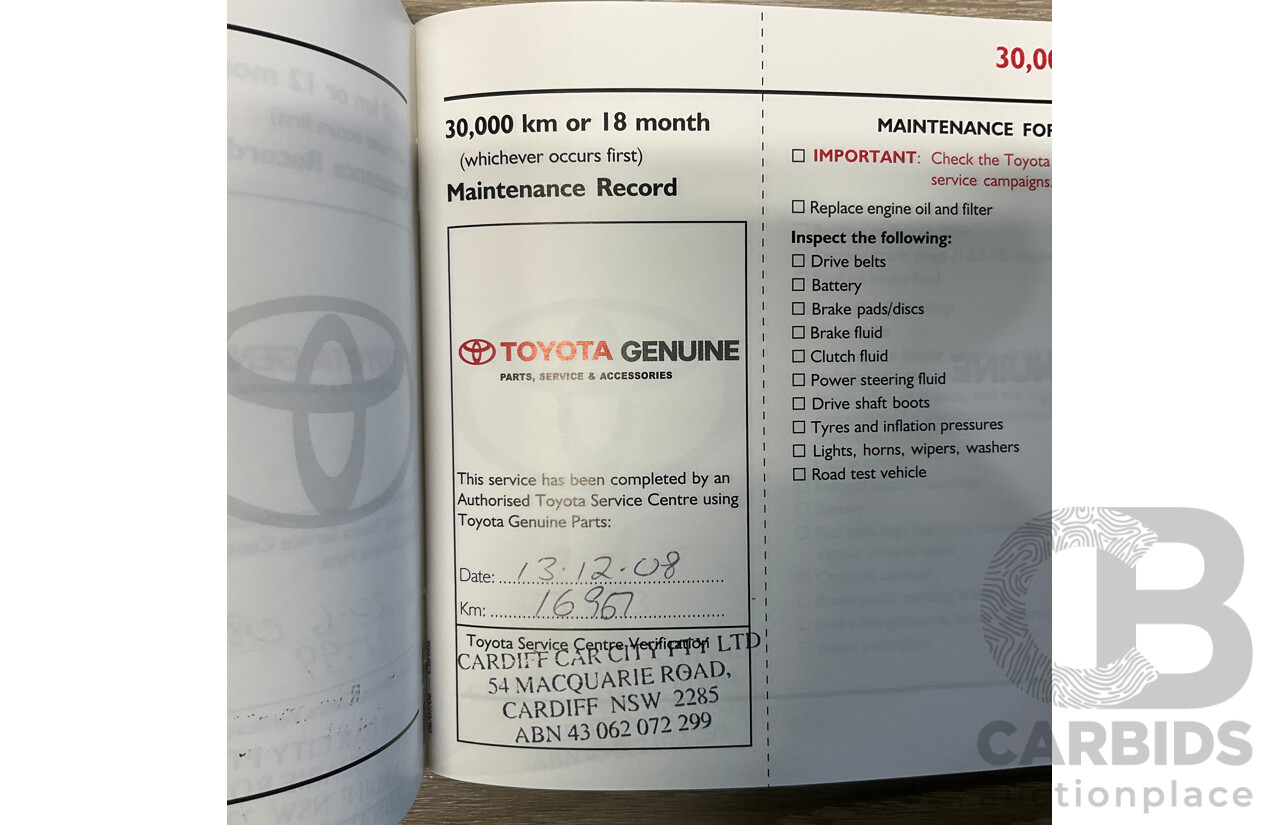 30,00
30,000 km or 18 month
(whichever occurs first)
Maintenance Record
TOYOTA GENUINE
PARTS, SERVICE & ACCESSORIES
This service has been completed by an
Authorised Toyota Service Centre using
Toyota Genuine Parts:
Date: 13.12.08
Km: 16967
Toyota Service Centre Verification
CARDIFF CAR CITY PTY LTD
54 MACQUARIE ROAD,
CARDIFF NSW 2285
ABN 43 062 072 299
MAINTENANCE FOR
IMPORTANT: Check the Toyota
service campaigns.
Replace engine oil and filter
Inspect the following:
Drive belts
Battery
Brake pads/discs
Brake fluid
Clutch fluid
Power steering fluid
Drive shaft boots
Tyres and inflation pressures
Lights, horns, wipers, washers
Road test vehicle
CB
CARBIDS
tionplace